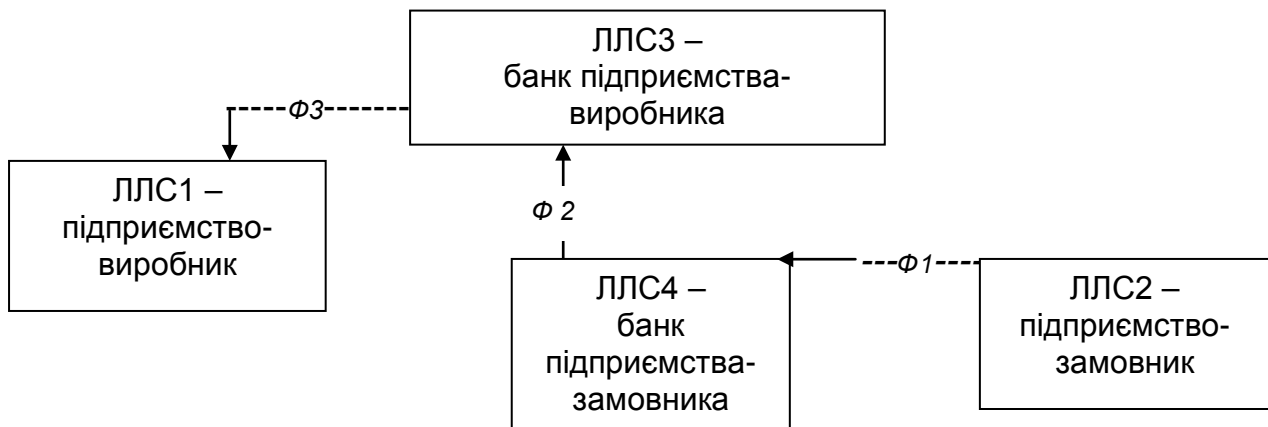 ЛЛС3 –
банк підприємства-
виробника
Ф3
ЛЛС1 –
підприємство-
виробник
Ф 2
Ф1
ЛЛС4 –
банк
підприємства-
замовника
ЛЛС2 –
підприємство-
замовник